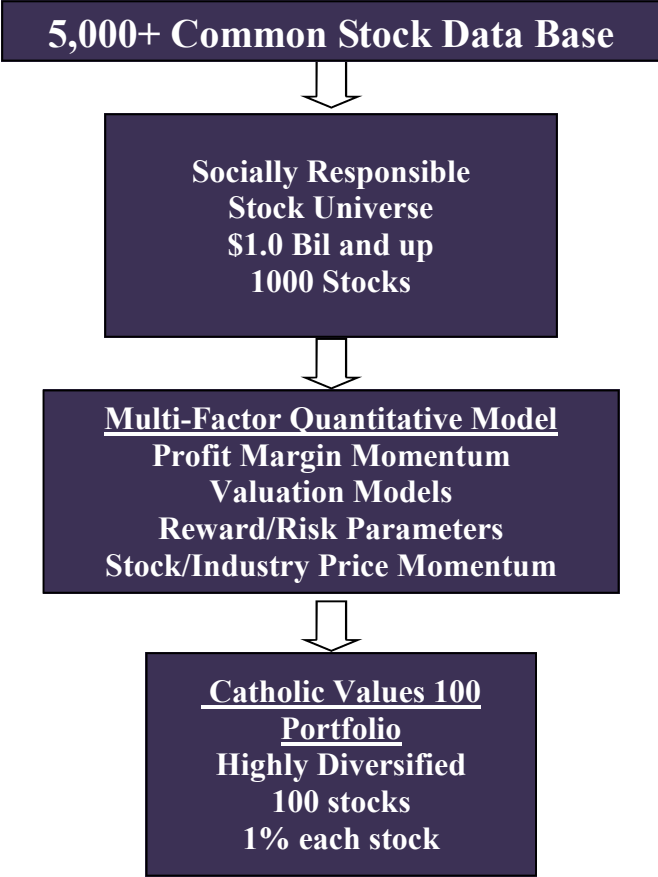 5,000+ Common Stock Data Base
Socially Responsible
Stock Universe
$1.0 Bil and up
1000 Stocks
Multi-Factor Quantitative Model
Profit Margin Momentum
Valuation Models
Reward/Risk Parameters
Stock/Industry Price Momentum
Catholic Values 100
Portfolio
Highly Diversified
100 stocks
1% each stock